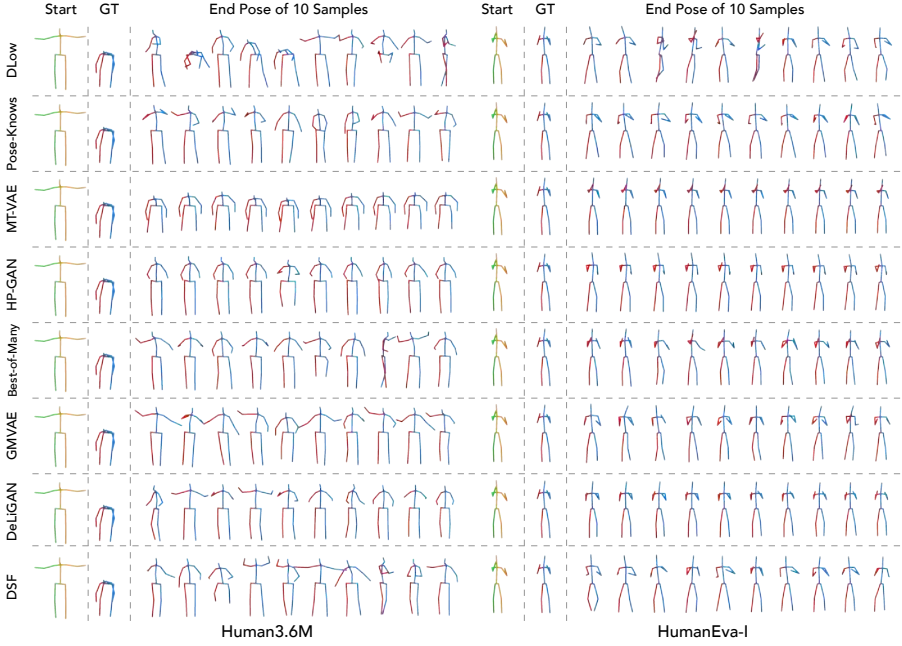 Start GT End Pose of 10 Samples Start GT End Pose of 10 Samples
DLow
Pose-Knows
MT-VAE
HP-GAN
Best-of-Many
GMVAE
DeLiGAN
DSF
Human3.6M HumanEva-I